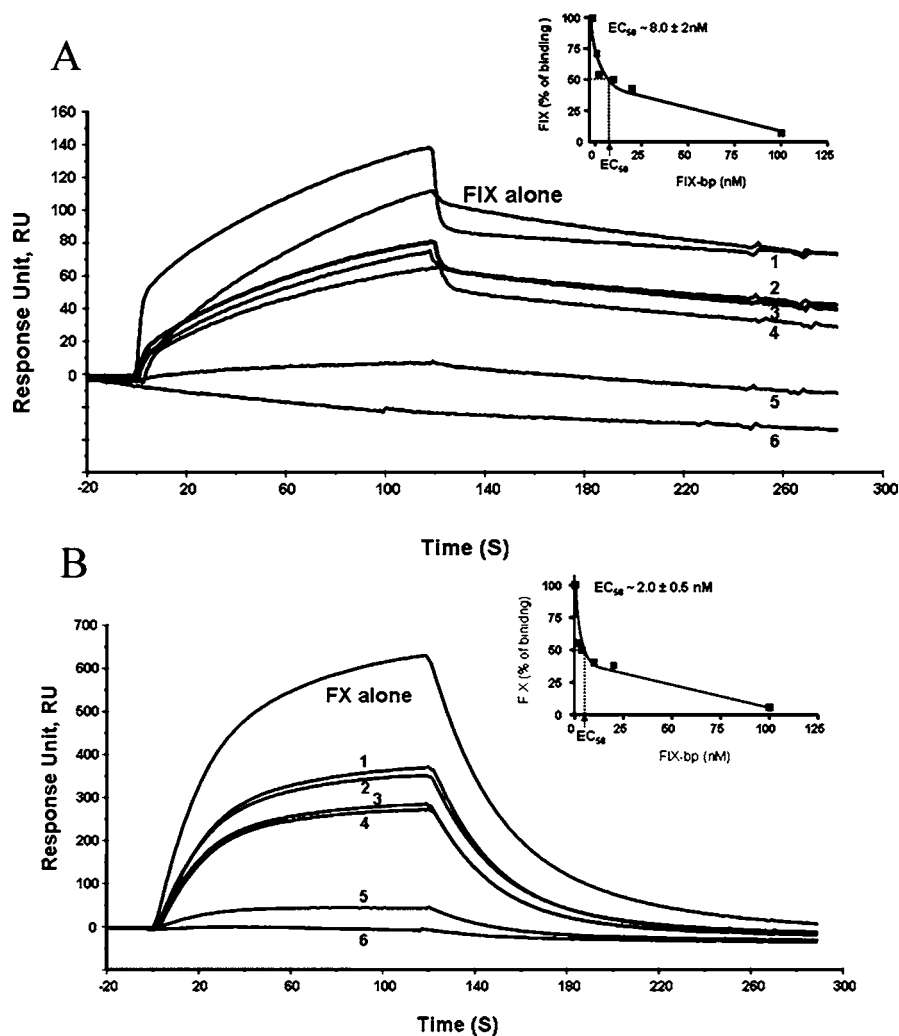 A
EC50 ~ 8.0 ± 2nM
FIX (% of binding)
100
75
50
25
0
0 25 50 75 100 125
EC50
FIX-bp (nM)
Response Unit, RU
160
140
120
100
80
60
40
20
0
FIX alone
1
2
3
4
5
6
-20 20 60 100 140 180 220 260 300
Time (S)
B
EC50 ~ 2.0 ± 0.5 nM
F X (% of binidng)
100
75
50
25
0
0 25 50 75 100 125
EC50
FIX-bp (nM)
Response Unit, RU
700
600
500
400
300
200
100
0
FX alone
1
2
3
4
5
6
-20 20 60 100 140 180 220 260 300
Time (S)